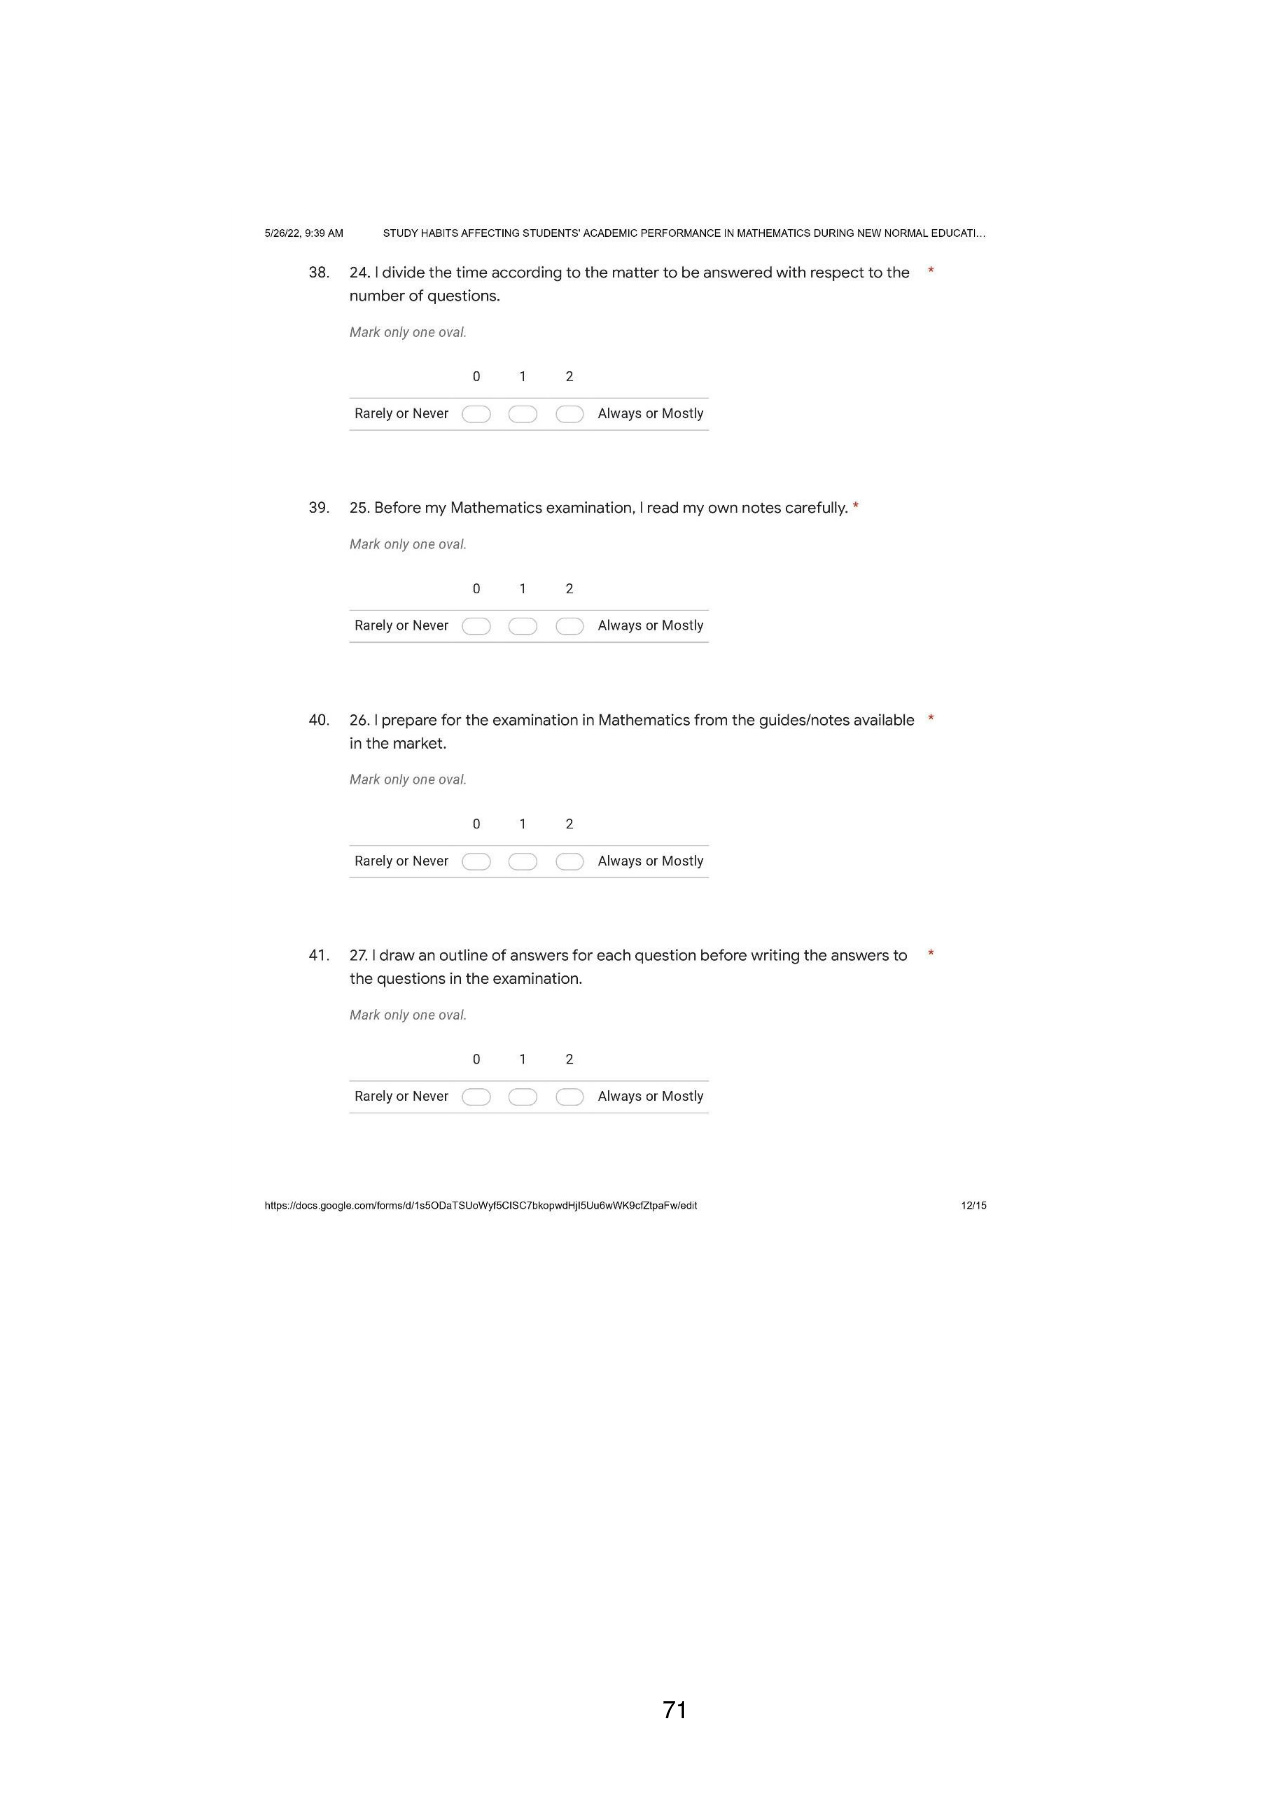 5/26/22, 9:39 AM STUDY HABITS AFFECTING STUDENTS' ACADEMIC PERFORMANCE IN MATHEMATICS DURING NEW NORMAL EDUCATI...
38. 24. I divide the time according to the matter to be answered with respect to the *
number of questions.
Mark only one oval.
0 1 2
Rarely or Never Always or Mostly
39. 25. Before my Mathematics examination, I read my own notes carefully. *
Mark only one oval.
0 1 2
Rarely or Never Always or Mostly
40. 26. I prepare for the examination in Mathematics from the guides/notes available *
in the market.
Mark only one oval.
0 1 2
Rarely or Never Always or Mostly
41. 27. I draw an outline of answers for each question before writing the answers to *
the questions in the examination.
Mark only one oval.
0 1 2
Rarely or Never Always or Mostly
https://docs.google.com/forms/d/1s5ODaTSUoWyf5CISC7bkopwdHjI5Uu6wWK9cfZtpaFw/edit 12/15
71